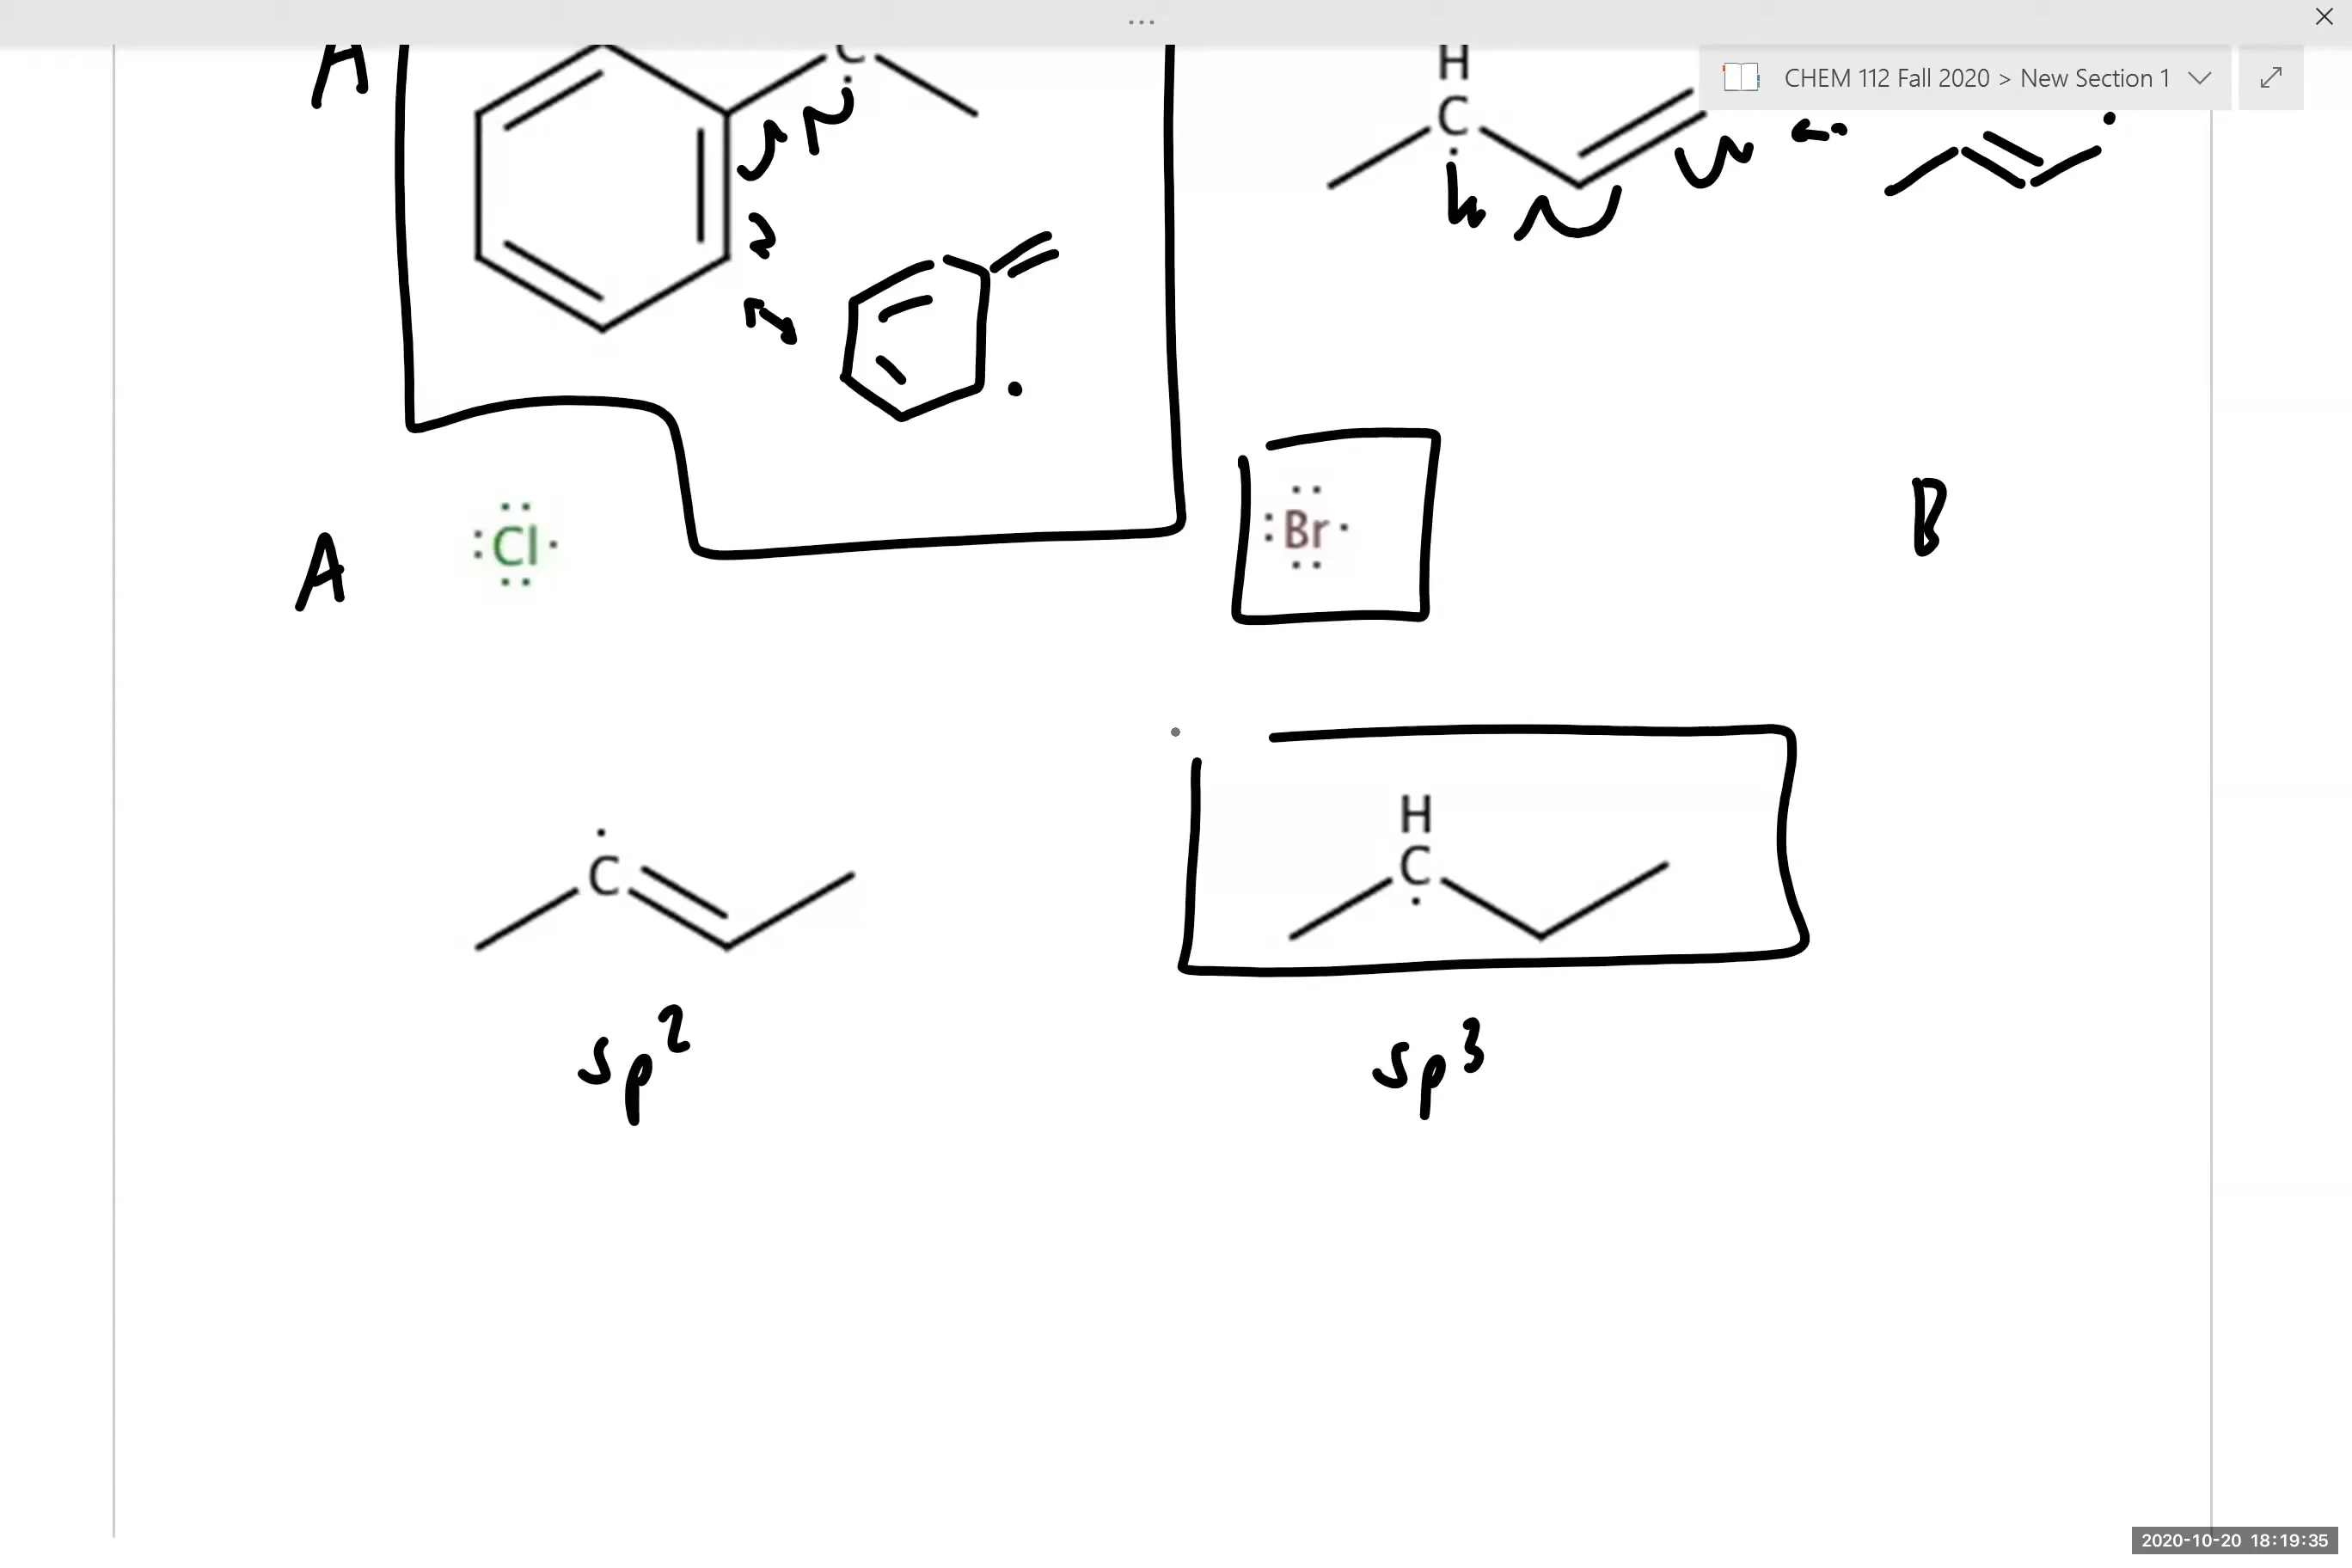 ...
CHEM 112 Fall 2020 > New Section 1
A
C
H
C
Cl
Br
B
A
H
C
C
sp²
sp³
2020-10-20 18:19:35